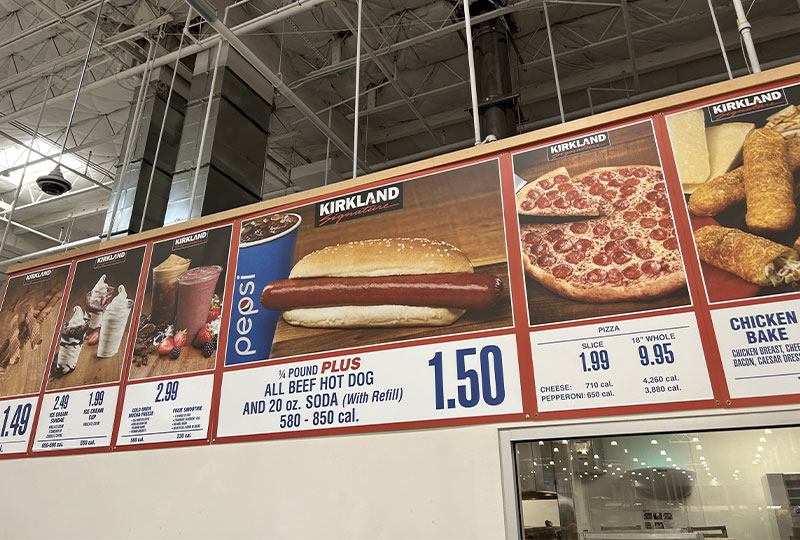 KIRKLAND
1.49
KIRKLAND
2.49
ICE CREAM
SUNDAE
1.99
ICE CREAM
CUP
KIRKLAND
2.99
COLD BREW
MOCHA FREEZE
FRUIT SMOOTHIE
pepsi
KIRKLAND
Signature
¼ POUND PLUS
ALL BEEF HOT DOG
AND 20 oz. SODA (With Refill)
580 - 850 cal.
1.50
KIRKLAND
Signature
PIZZA
SLICE
1.99
18" WHOLE
9.95
CHEESE: 710 cal. 4,260 cal.
PEPPERONI: 650 cal. 3,880 cal.
KIRKLAND
Signature
CHICKEN
BAKE
CHICKEN BREAST,
BACON, CAESAR